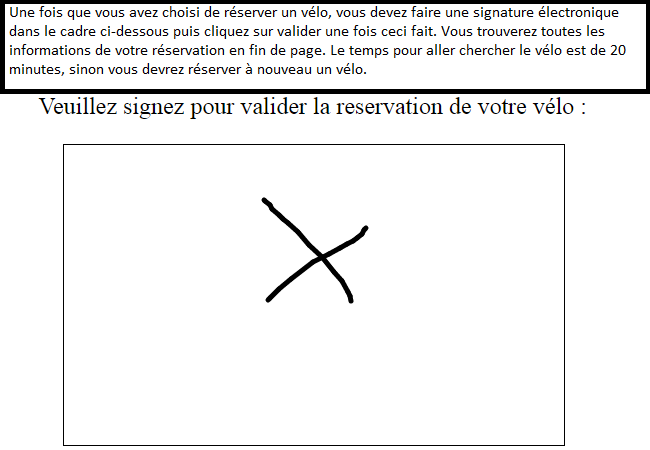 Une fois que vous avez choisi de réserver un vélo, vous devez faire une signature électronique
dans le cadre ci-dessous puis cliquez sur valider une fois ceci fait. Vous trouverez toutes les
informations de votre réservation en fin de page. Le temps pour aller chercher le vélo est de 20
minutes, sinon vous devrez réserver à nouveau un vélo.
Veuillez signez pour valider la reservation de votre vélo :